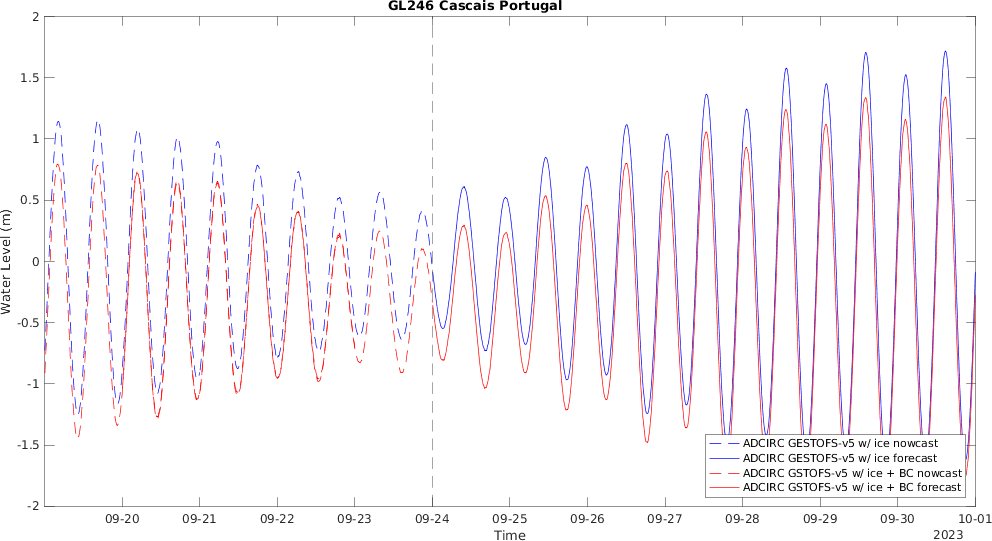 GL246 Cascais Portugal
2
1.5
1
0.5
0
-0.5
-1
-1.5
-2
Water Level (m)
09-20 09-21 09-22 09-23 09-24 09-25 09-26 09-27 09-28 09-29 09-30 10-01
Time
2023
ADCIRC GESTOFS-v5 w/ ice nowcast
ADCIRC GESTOFS-v5 w/ ice forecast
ADCIRC GSTOFS-v5 w/ ice + BC nowcast
ADCIRC GSTOFS-v5 w/ ice + BC forecast